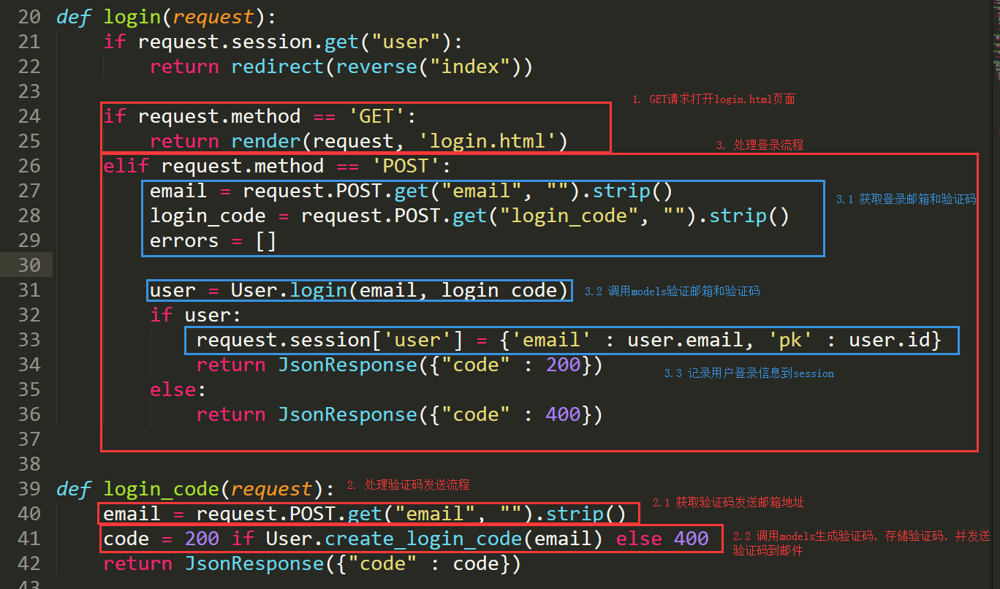 20 def login(request):
21     if request.session.get("user"):
22         return redirect(reverse("index"))
23
1. GET请求打开login.html页面
24     if request.method == 'GET':
25         return render(request, 'login.html')
3. 处理登录流程
26     elif request.method == 'POST':
27         email = request.POST.get("email", "").strip()
3.1 获取登录邮箱和验证码
28         login_code = request.POST.get("login_code", "").strip()
29         errors = []
30
31         user = User.login(email, login_code)
3.2 调用models验证邮箱和验证码
32         if user:
33             request.session['user'] = {'email' : user.email, 'pk' : user.id}
34             return JsonResponse({"code" : 200})
3.3 记录用户登录信息到session
35         else:
36             return JsonResponse({"code" : 400})
37
38
39 def login_code(request):
2. 处理验证码发送流程
2.1 获取验证码发送邮箱地址
40     email = request.POST.get("email", "").strip()
41     code = 200 if User.create_login_code(email) else 400
2.2 调用models生成验证码，存储验证码，并发送
验证码到邮件
42     return JsonResponse({"code" : code})
43